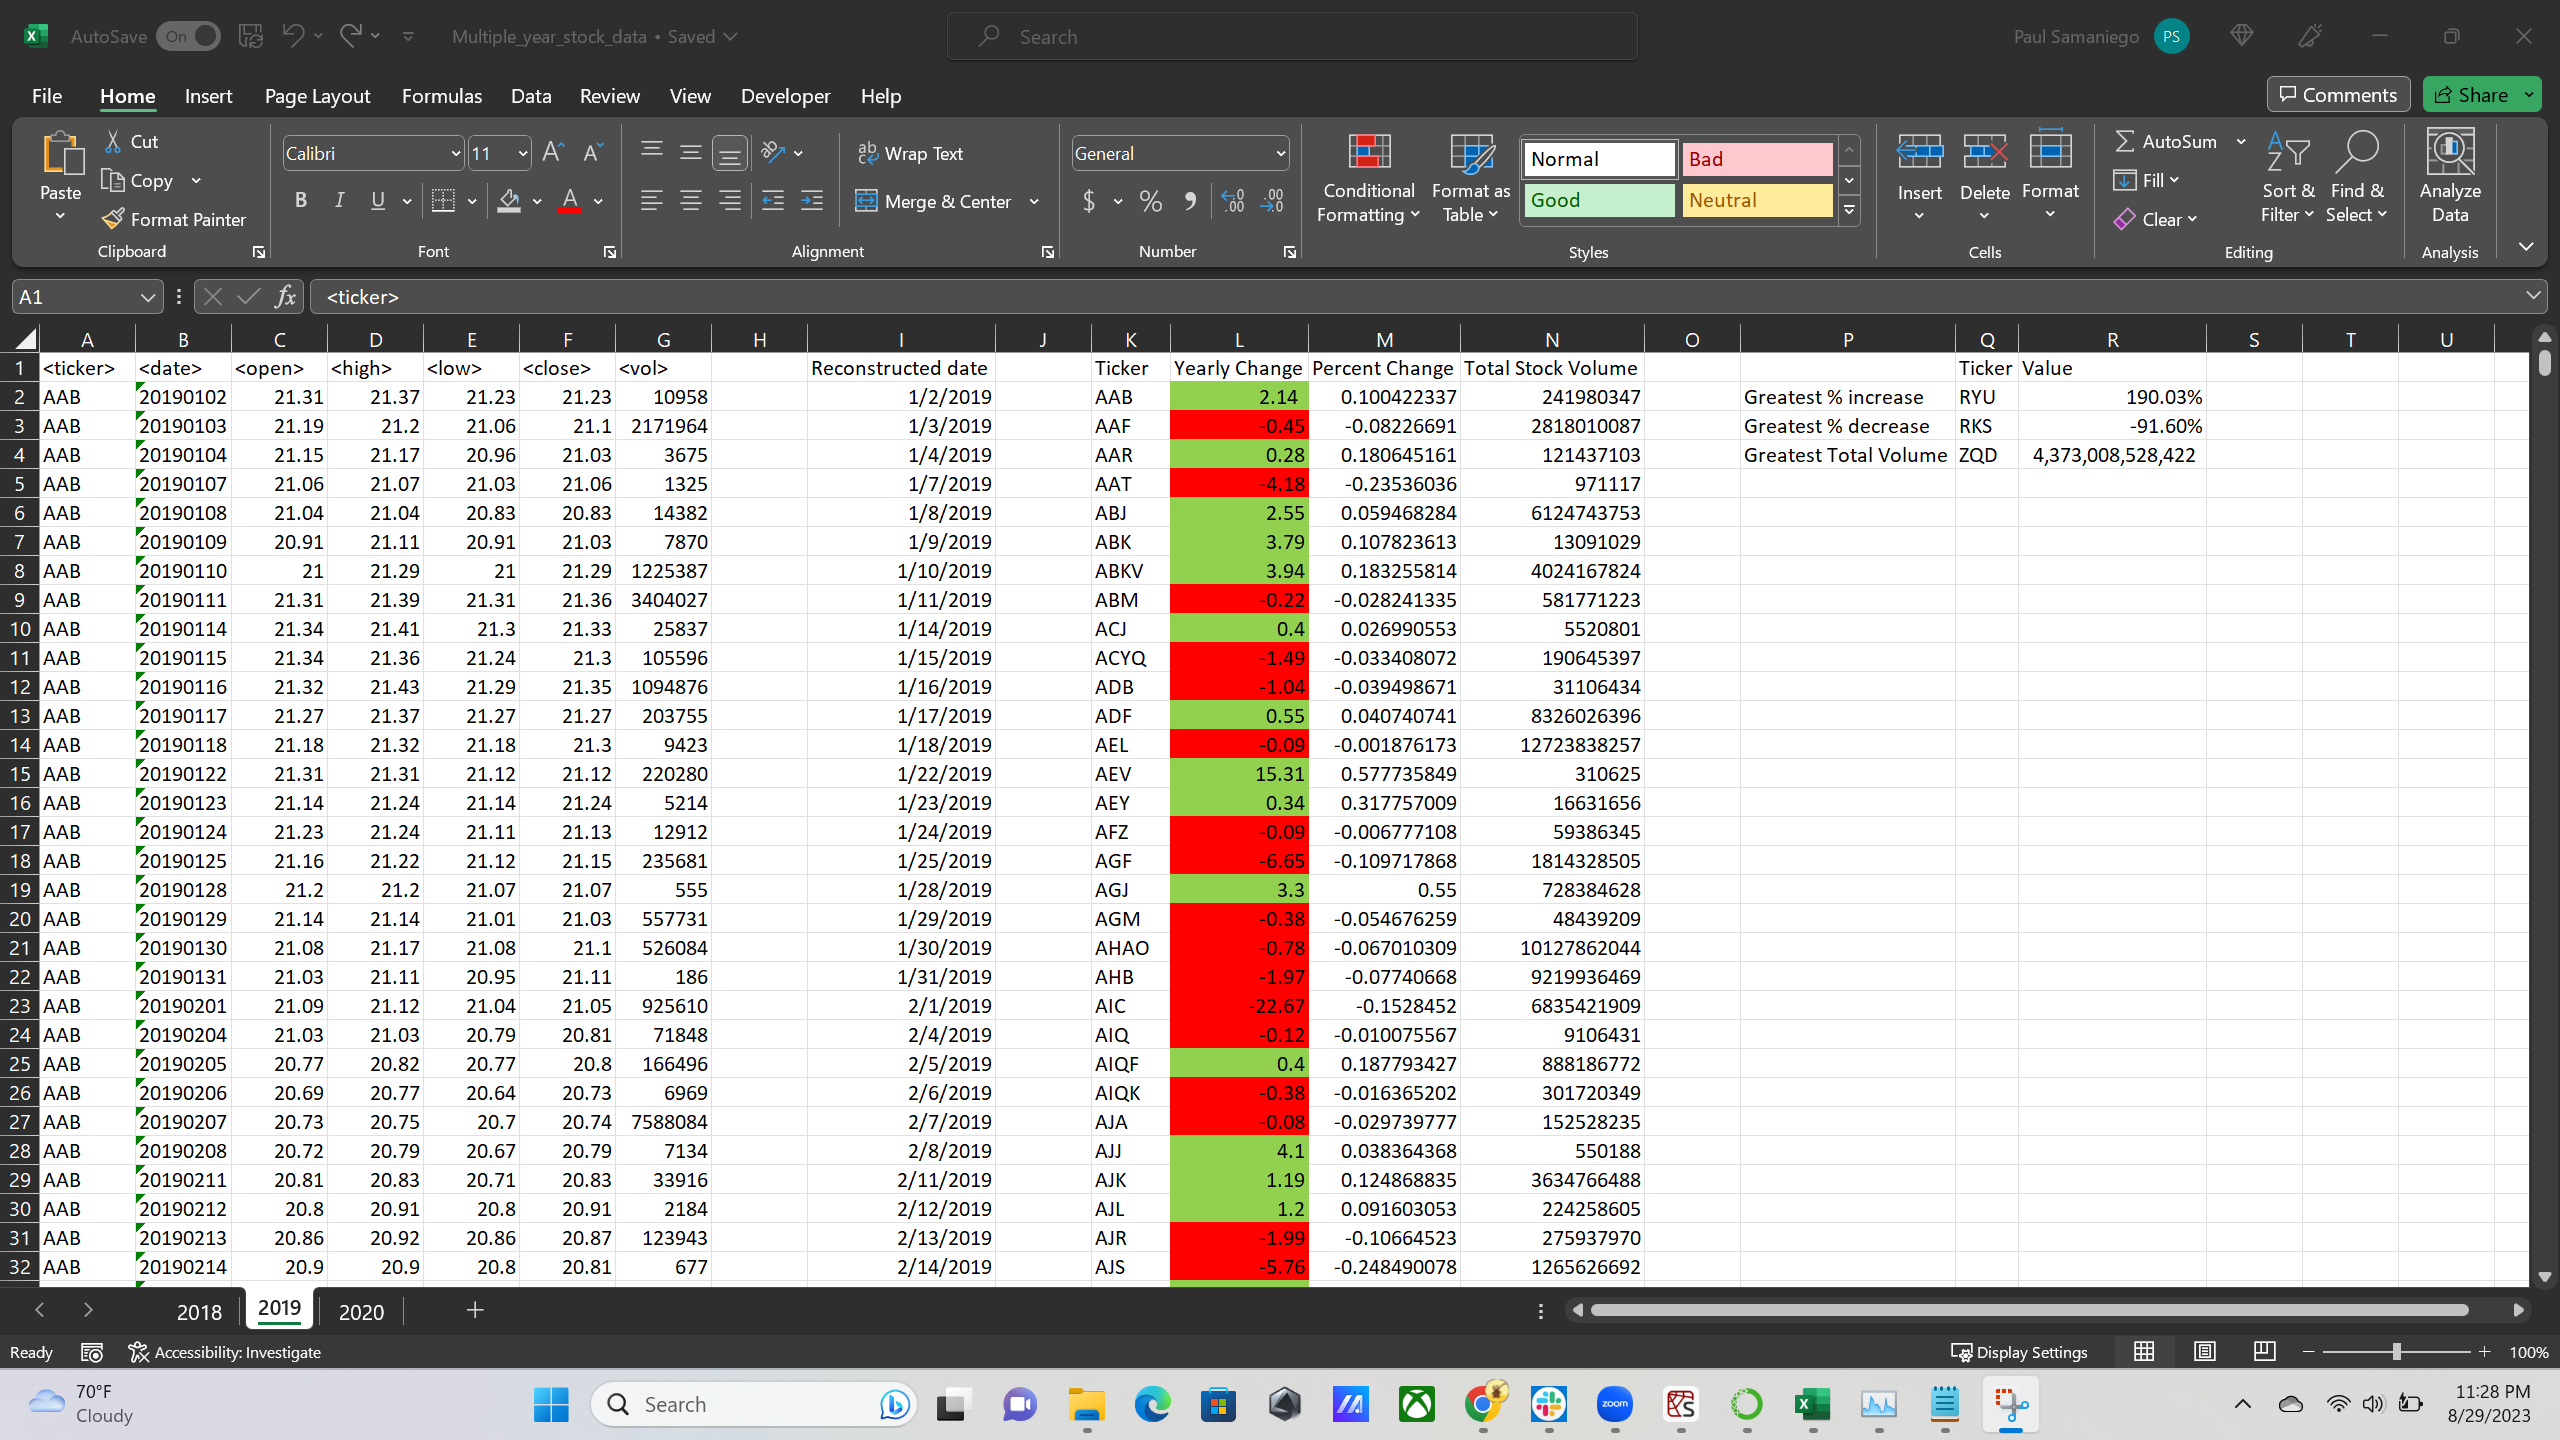 AutoSave On Multiple_year_stock_data • Saved Search Paul Samaniego PS
File Home Insert Page Layout Formulas Data Review View Developer Help Comments Share
Paste Cut Copy Format Painter Clipboard
Calibri 11 B I U A Font
Wrap Text Merge & Center Alignment
General $ % Number
Conditional Formatting Format as Table Normal Bad Good Neutral Styles
Insert Delete Format Cells
AutoSum Fill Clear Sort & Filter Find & Select Editing
Analyze Data Analysis
A1 fx <ticker>
A B C D E F G H I J K L M N O P Q R S T U
1 <ticker> <date> <open> <high> <low> <close> <vol> Reconstructed date Ticker Yearly Change Percent Change Total Stock Volume Ticker Value
2 AAB 20190102 21.31 21.37 21.23 21.23 10958 1/2/2019 AAB 2.14 0.100422337 241980347 Greatest % increase RYU 190.03%
3 AAB 20190103 21.19 21.2 21.06 21.1 2171964 1/3/2019 AAF -0.45 -0.08226691 2818010087 Greatest % decrease RKS -91.60%
4 AAB 20190104 21.15 21.17 20.96 21.03 3675 1/4/2019 AAR 0.28 0.180645161 121437103 Greatest Total Volume ZQD 4,373,008,528,422
5 AAB 20190107 21.06 21.07 21.03 21.06 1325 1/7/2019 AAT -4.18 -0.23536036 971117
6 AAB 20190108 21.04 21.04 20.83 20.83 14382 1/8/2019 ABJ 2.55 0.059468284 6124743753
7 AAB 20190109 20.91 21.11 20.91 21.03 7870 1/9/2019 ABK 3.79 0.107823613 13091029
8 AAB 20190110 21 21.29 21 21.29 1225387 1/10/2019 ABKV 3.94 0.183255814 4024167824
9 AAB 20190111 21.31 21.39 21.31 21.36 3404027 1/11/2019 ABM -0.22 -0.028241335 581771223
10 AAB 20190114 21.34 21.41 21.3 21.33 25837 1/14/2019 ACJ 0.4 0.026990553 5520801
11 AAB 20190115 21.34 21.36 21.24 21.3 105596 1/15/2019 ACYQ -1.49 -0.033408072 190645397
12 AAB 20190116 21.32 21.43 21.29 21.35 1094876 1/16/2019 ADB -1.04 -0.039498671 31106434
13 AAB 20190117 21.27 21.37 21.27 21.27 203755 1/17/2019 ADF 0.55 0.040740741 8326026396
14 AAB 20190118 21.18 21.32 21.18 21.3 9423 1/18/2019 AEL -0.09 -0.001876173 12723838257
15 AAB 20190122 21.31 21.31 21.12 21.12 220280 1/22/2019 AEV 15.31 0.577735849 310625
16 AAB 20190123 21.14 21.24 21.14 21.24 5214 1/23/2019 AEY 0.34 0.317757009 16631656
17 AAB 20190124 21.23 21.24 21.11 21.13 12912 1/24/2019 AFZ -0.09 -0.006777108 59386345
18 AAB 20190125 21.16 21.22 21.12 21.15 235681 1/25/2019 AGF -6.65 -0.109717868 1814328505
19 AAB 20190128 21.2 21.2 21.07 21.07 555 1/28/2019 AGJ 3.3 0.55 728384628
20 AAB 20190129 21.14 21.14 21.01 21.03 557731 1/29/2019 AGM -0.38 -0.054676259 48439209
21 AAB 20190130 21.08 21.17 21.08 21.1 526084 1/30/2019 AHAO -0.78 -0.067010309 10127862044
22 AAB 20190131 21.03 21.11 20.95 21.11 186 1/31/2019 AHB -1.97 -0.07740668 9219936469
23 AAB 20190201 21.09 21.12 21.04 21.05 925610 2/1/2019 AIC -22.67 -0.1528452 6835421909
24 AAB 20190204 21.03 21.03 20.79 20.81 71848 2/4/2019 AIQ -0.12 -0.010075567 9106431
25 AAB 20190205 20.77 20.82 20.77 20.8 166496 2/5/2019 AIQF 0.4 0.187793427 888186772
26 AAB 20190206 20.69 20.77 20.64 20.73 6969 2/6/2019 AIQK -0.38 -0.016365202 301720349
27 AAB 20190207 20.73 20.75 20.7 20.74 7588084 2/7/2019 AJA -0.08 -0.029739777 152528235
28 AAB 20190208 20.72 20.79 20.67 20.79 7134 2/8/2019 AJJ 4.1 0.038364368 550188
29 AAB 20190211 20.81 20.83 20.71 20.83 33916 2/11/2019 AJK 1.19 0.124868835 3634766488
30 AAB 20190212 20.8 20.91 20.8 20.91 2184 2/12/2019 AJL 1.2 0.091603053 224258605
31 AAB 20190213 20.86 20.92 20.86 20.87 123943 2/13/2019 AJR -1.99 -0.10664523 275937970
32 AAB 20190214 20.9 20.9 20.8 20.81 677 2/14/2019 AJS -5.76 -0.248490078 1265626692
2018 2019 2020
Ready Accessibility: Investigate Display Settings 100%
70°F Search zoom 11:28 PM
Cloudy 8/29/2023